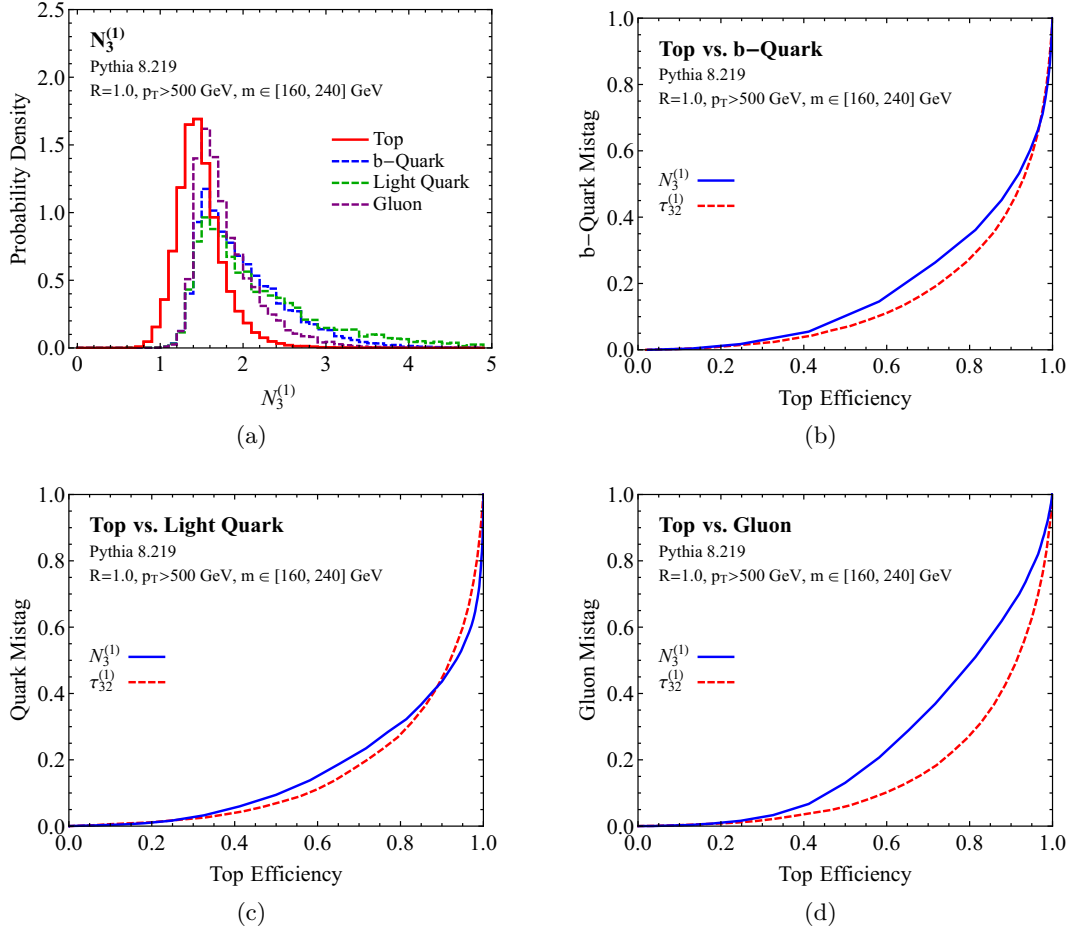 N₃⁽¹⁾
Pythia 8.219
R=1.0, p_T>500 GeV, m ∈ [160, 240] GeV
Top
b−Quark
Light Quark
Gluon
Probability Density
2.5
2.0
1.5
1.0
0.5
0.0
0 1 2 3 4 5
N₃⁽¹⁾
(a)
Top vs. b−Quark
Pythia 8.219
R=1.0, p_T>500 GeV, m ∈ [160, 240] GeV
N₃⁽¹⁾
τ₃₂⁽¹⁾
b−Quark Mistag
1.0
0.8
0.6
0.4
0.2
0.0
0.0 0.2 0.4 0.6 0.8 1.0
Top Efficiency
(b)
Top vs. Light Quark
Pythia 8.219
R=1.0, p_T>500 GeV, m ∈ [160, 240] GeV
N₃⁽¹⁾
τ₃₂⁽¹⁾
Quark Mistag
1.0
0.8
0.6
0.4
0.2
0.0
0.0 0.2 0.4 0.6 0.8 1.0
Top Efficiency
(c)
Top vs. Gluon
Pythia 8.219
R=1.0, p_T>500 GeV, m ∈ [160, 240] GeV
N₃⁽¹⁾
τ₃₂⁽¹⁾
Gluon Mistag
1.0
0.8
0.6
0.4
0.2
0.0
0.0 0.2 0.4 0.6 0.8 1.0
Top Efficiency
(d)